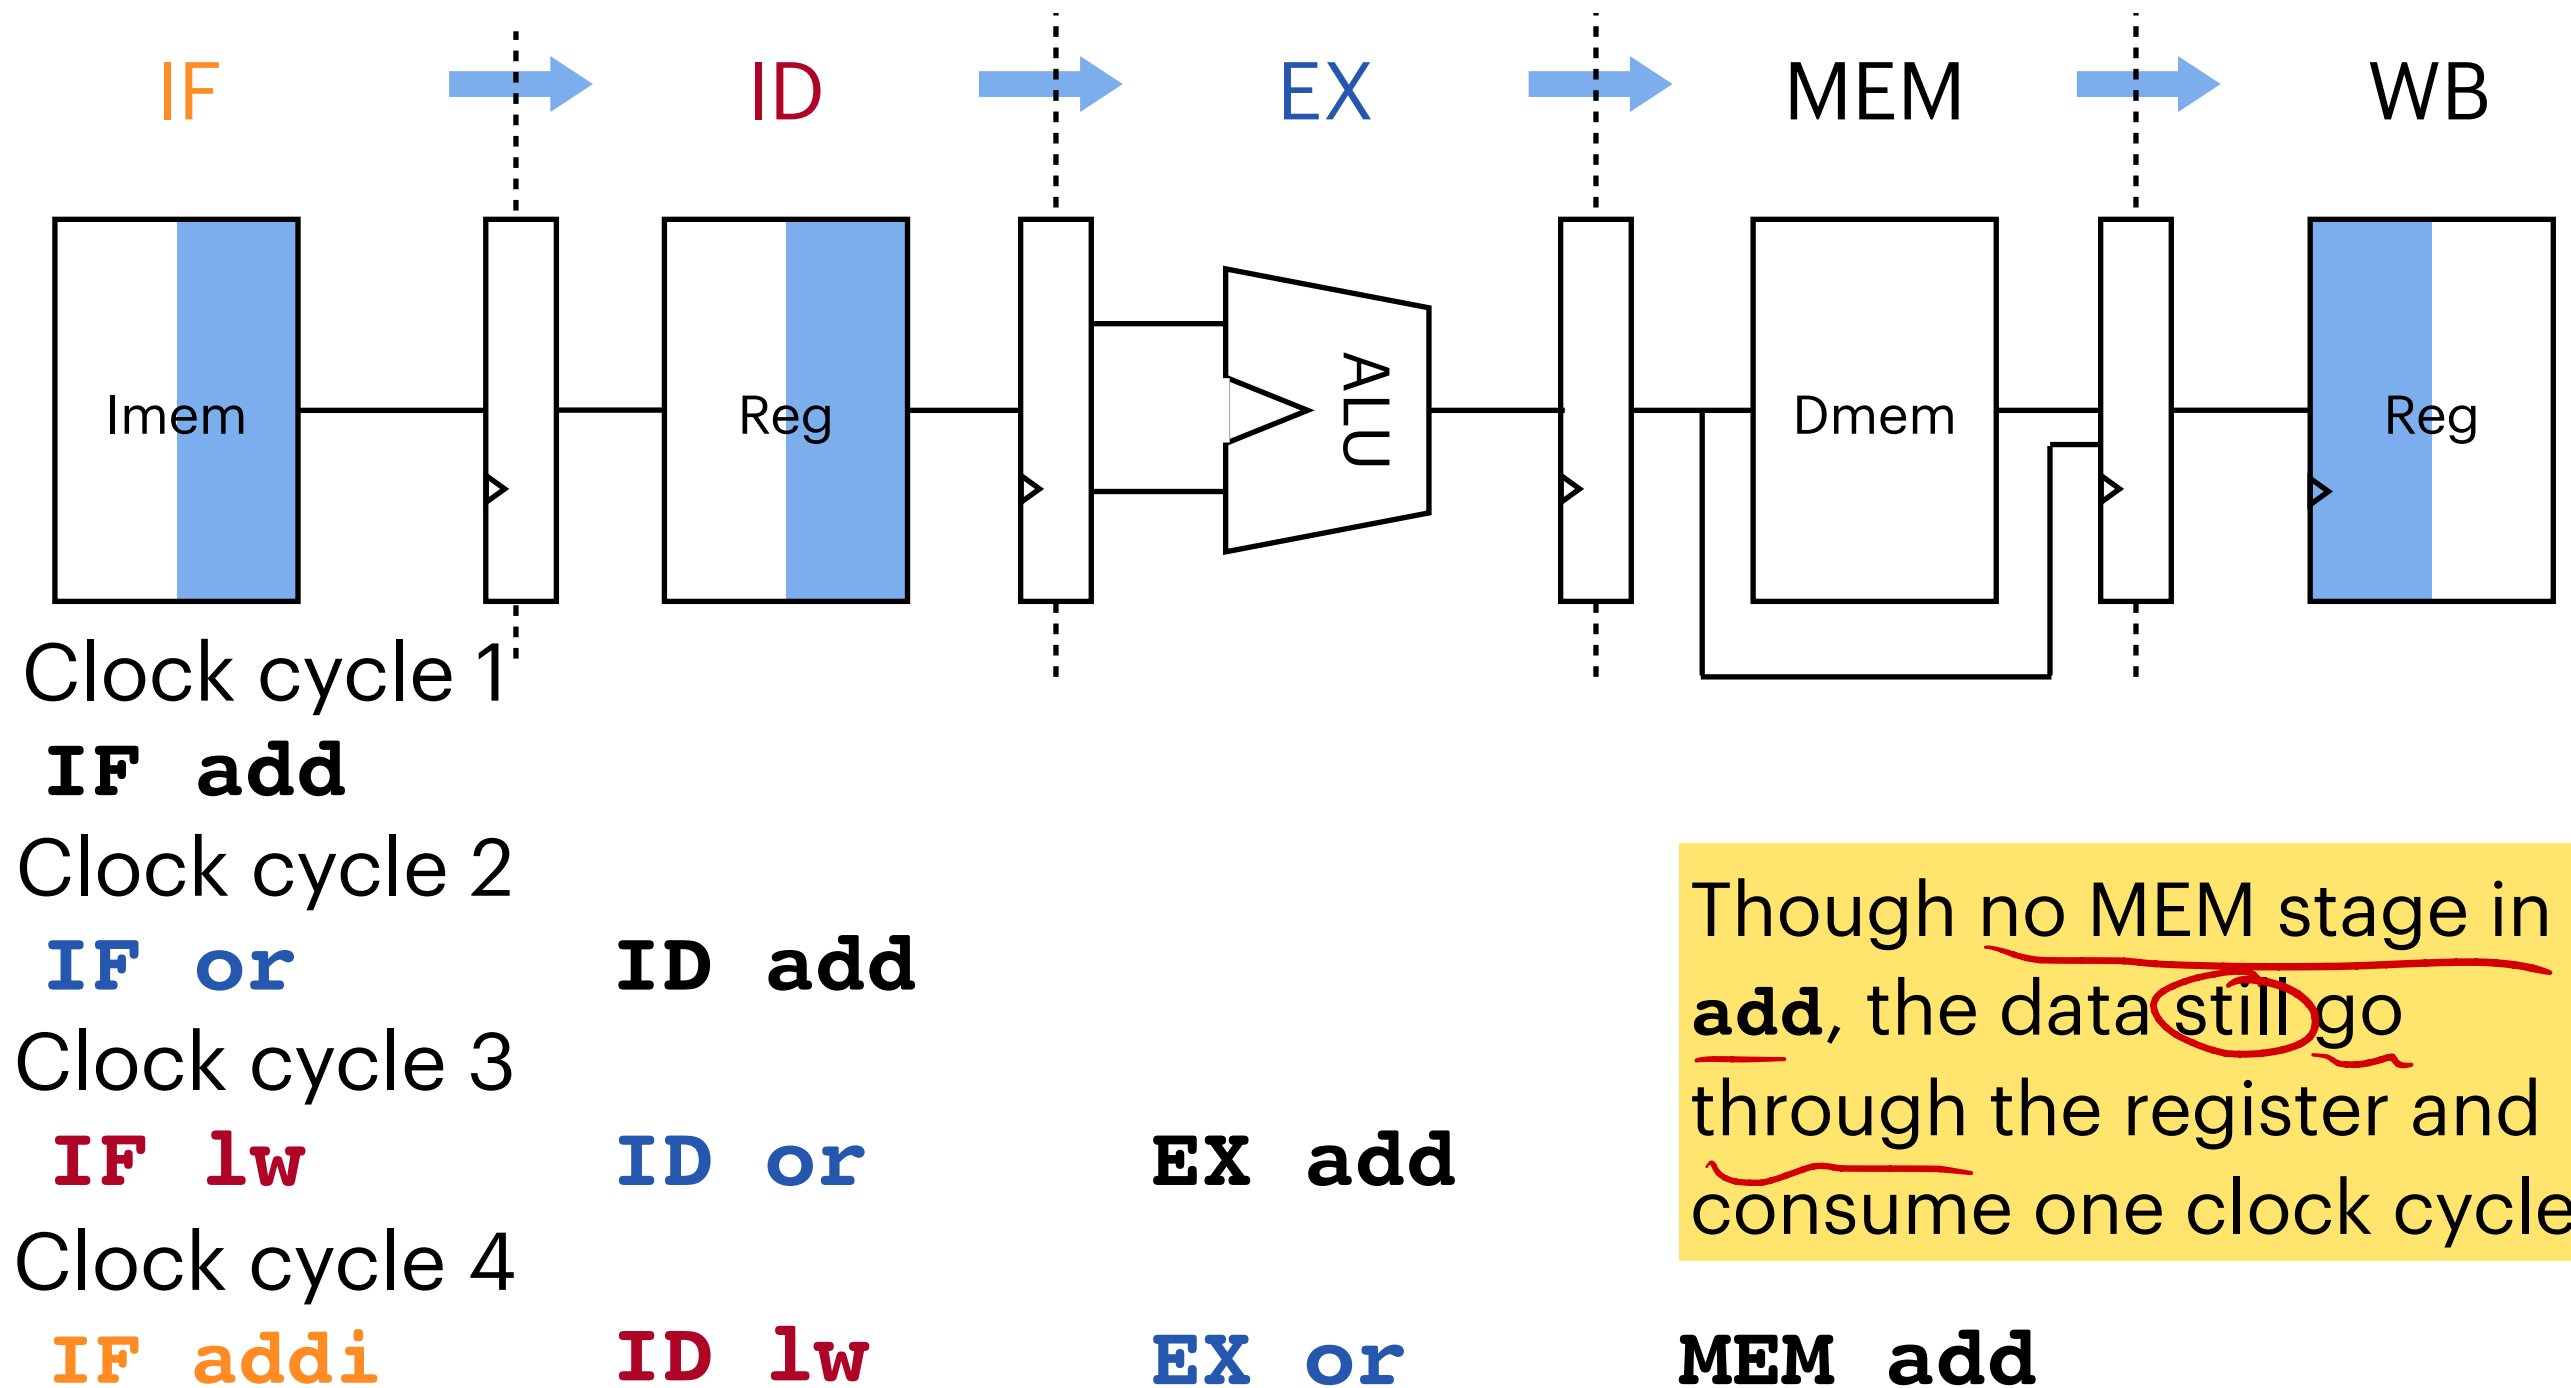 IF ID EX MEM WB
Imem Reg ALU Dmem Reg
Clock cycle 1
IF add
Clock cycle 2
IF or ID add
Clock cycle 3
IF lw ID or EX add
Clock cycle 4
IF addi ID lw EX or MEM add
Though no MEM stage in
add, the data still go
through the register and
consume one clock cycle